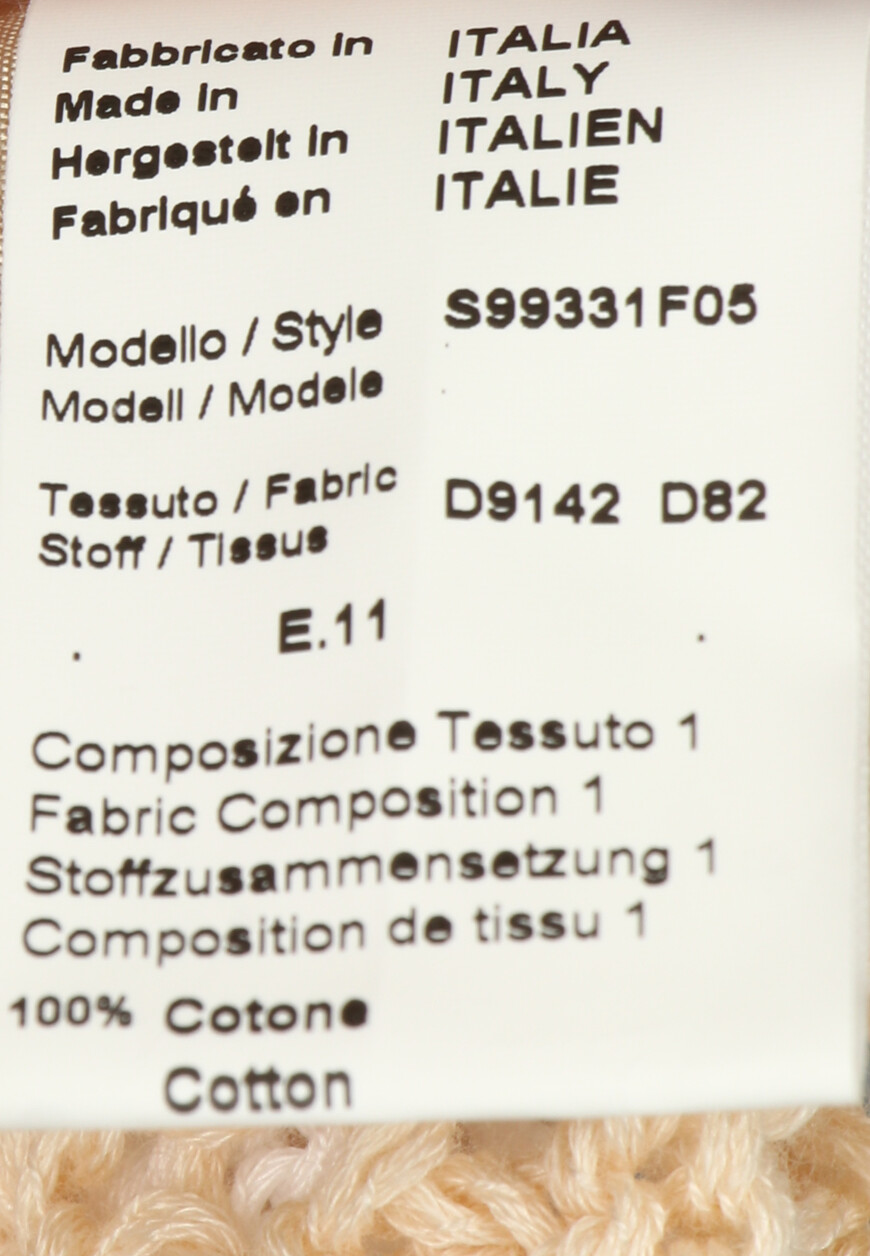 Fabbricato in ITALIA
Made in ITALY
Hergestelt in ITALIEN
Fabriqué en ITALIE
Modello / Style S99331F05
Modell / Modele
Tessuto / Fabric D9142 D82
Stoff / Tissus
E.11
Composizione Tessuto 1
Fabric Composition 1
Stoffzusammensetzung 1
Composition de tissu 1
100% Cotone
Cotton